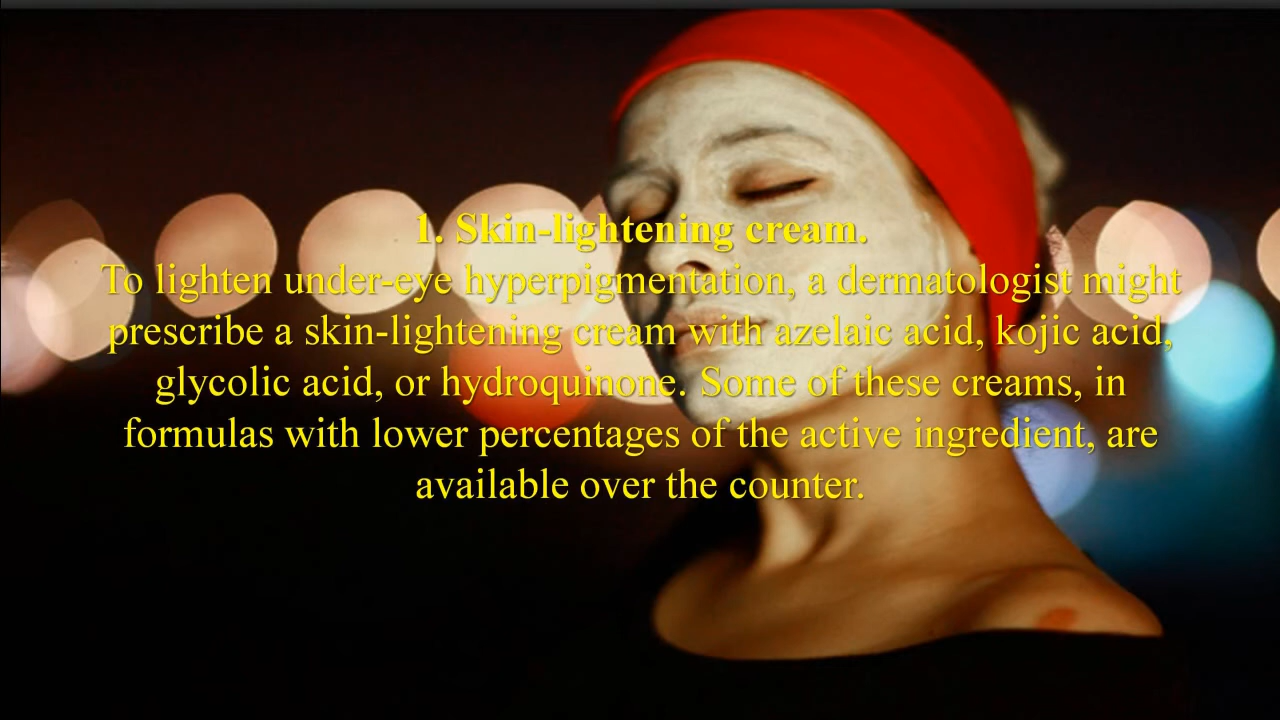 1. Skin-lightening cream.
To lighten under-eye hyperpigmentation, a dermatologist might
prescribe a skin-lightening cream with azelaic acid, kojic acid,
glycolic acid, or hydroquinone. Some of these creams, in
formulas with lower percentages of the active ingredient, are
available over the counter.